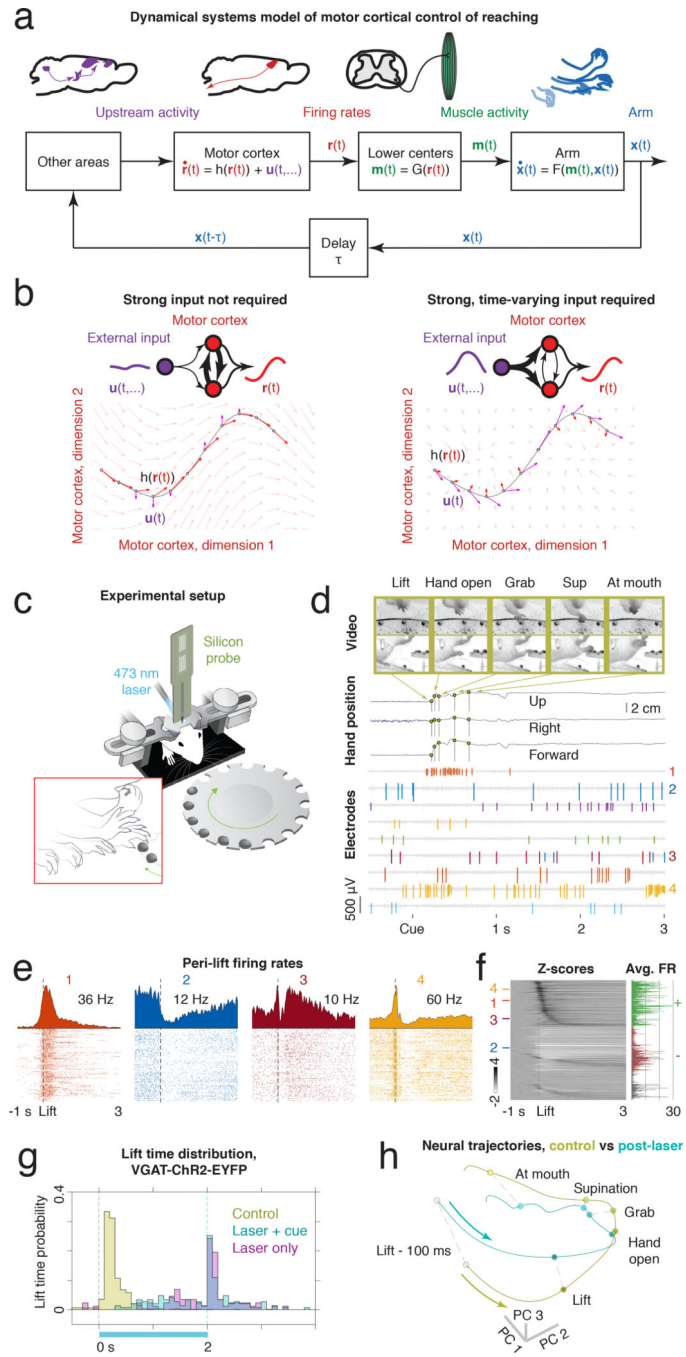 a
Dynamical systems model of motor cortical control of reaching
Upstream activity
Firing rates
Muscle activity
Arm
Other areas
Motor cortex
ṙ(t) = h(r(t)) + u(t,...)
r(t)
Lower centers
m(t) = G(r(t))
m(t)
Arm
ẋ(t) = F(m(t),x(t))
x(t)
x(t-τ)
Delay
τ
x(t)
b
Strong input not required
Motor cortex
External input
u(t,...)
r(t)
Motor cortex, dimension 2
h(r(t))
u(t)
Motor cortex, dimension 1
Strong, time-varying input required
Motor cortex
External input
u(t,...)
r(t)
Motor cortex, dimension 2
h(r(t))
u(t)
Motor cortex, dimension 1
c
Experimental setup
Silicon
probe
473 nm
laser
d
Lift
Hand open
Grab
Sup
At mouth
Video
Hand position
Up
2 cm
Right
Forward
Electrodes
1
2
3
4
500 µV
Cue
1 s
2
3
e
Peri-lift firing rates
1
2
3
4
36 Hz
12 Hz
10 Hz
60 Hz
-1 s Lift
3
f
Z-scores
Avg. FR
4
1
3
2
+
-
-2
4
-1 s
Lift
3
30
g
Lift time distribution,
VGAT-ChR2-EYFP
Lift time probability
0.4
0
Control
Laser + cue
Laser only
0 s
2
h
Neural trajectories, control vs post-laser
At mouth
Supination
Grab
Hand
open
Lift - 100 ms
Lift
PC 3
PC 1
PC 2